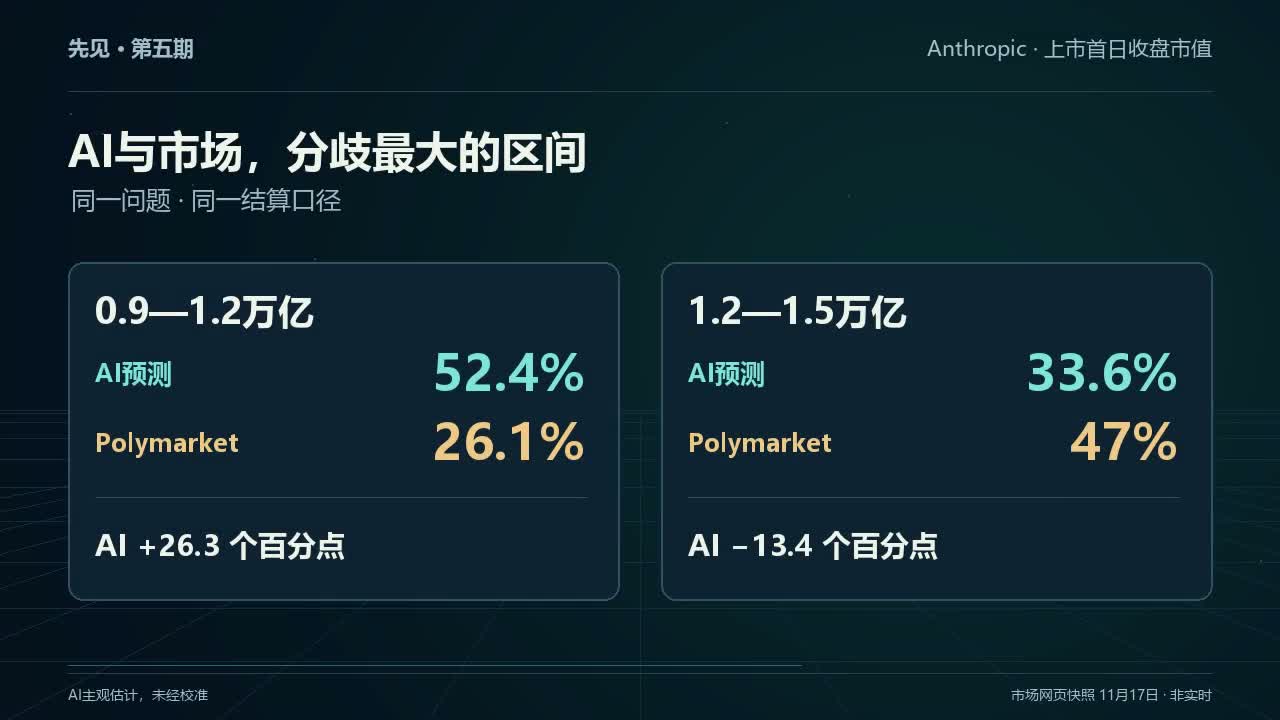 先见 · 第五期
Anthropic · 上市首日收盘市值
AI与市场，分歧最大的区间
同一问题 · 同一结算口径
0.9—1.2万亿
AI预测 52.4%
Polymarket 26.1%
AI +26.3 个百分点
1.2—1.5万亿
AI预测 33.6%
Polymarket 47%
AI −13.4 个百分点
AI主观估计，未经校准
市场网页快照 11月17日 · 非实时